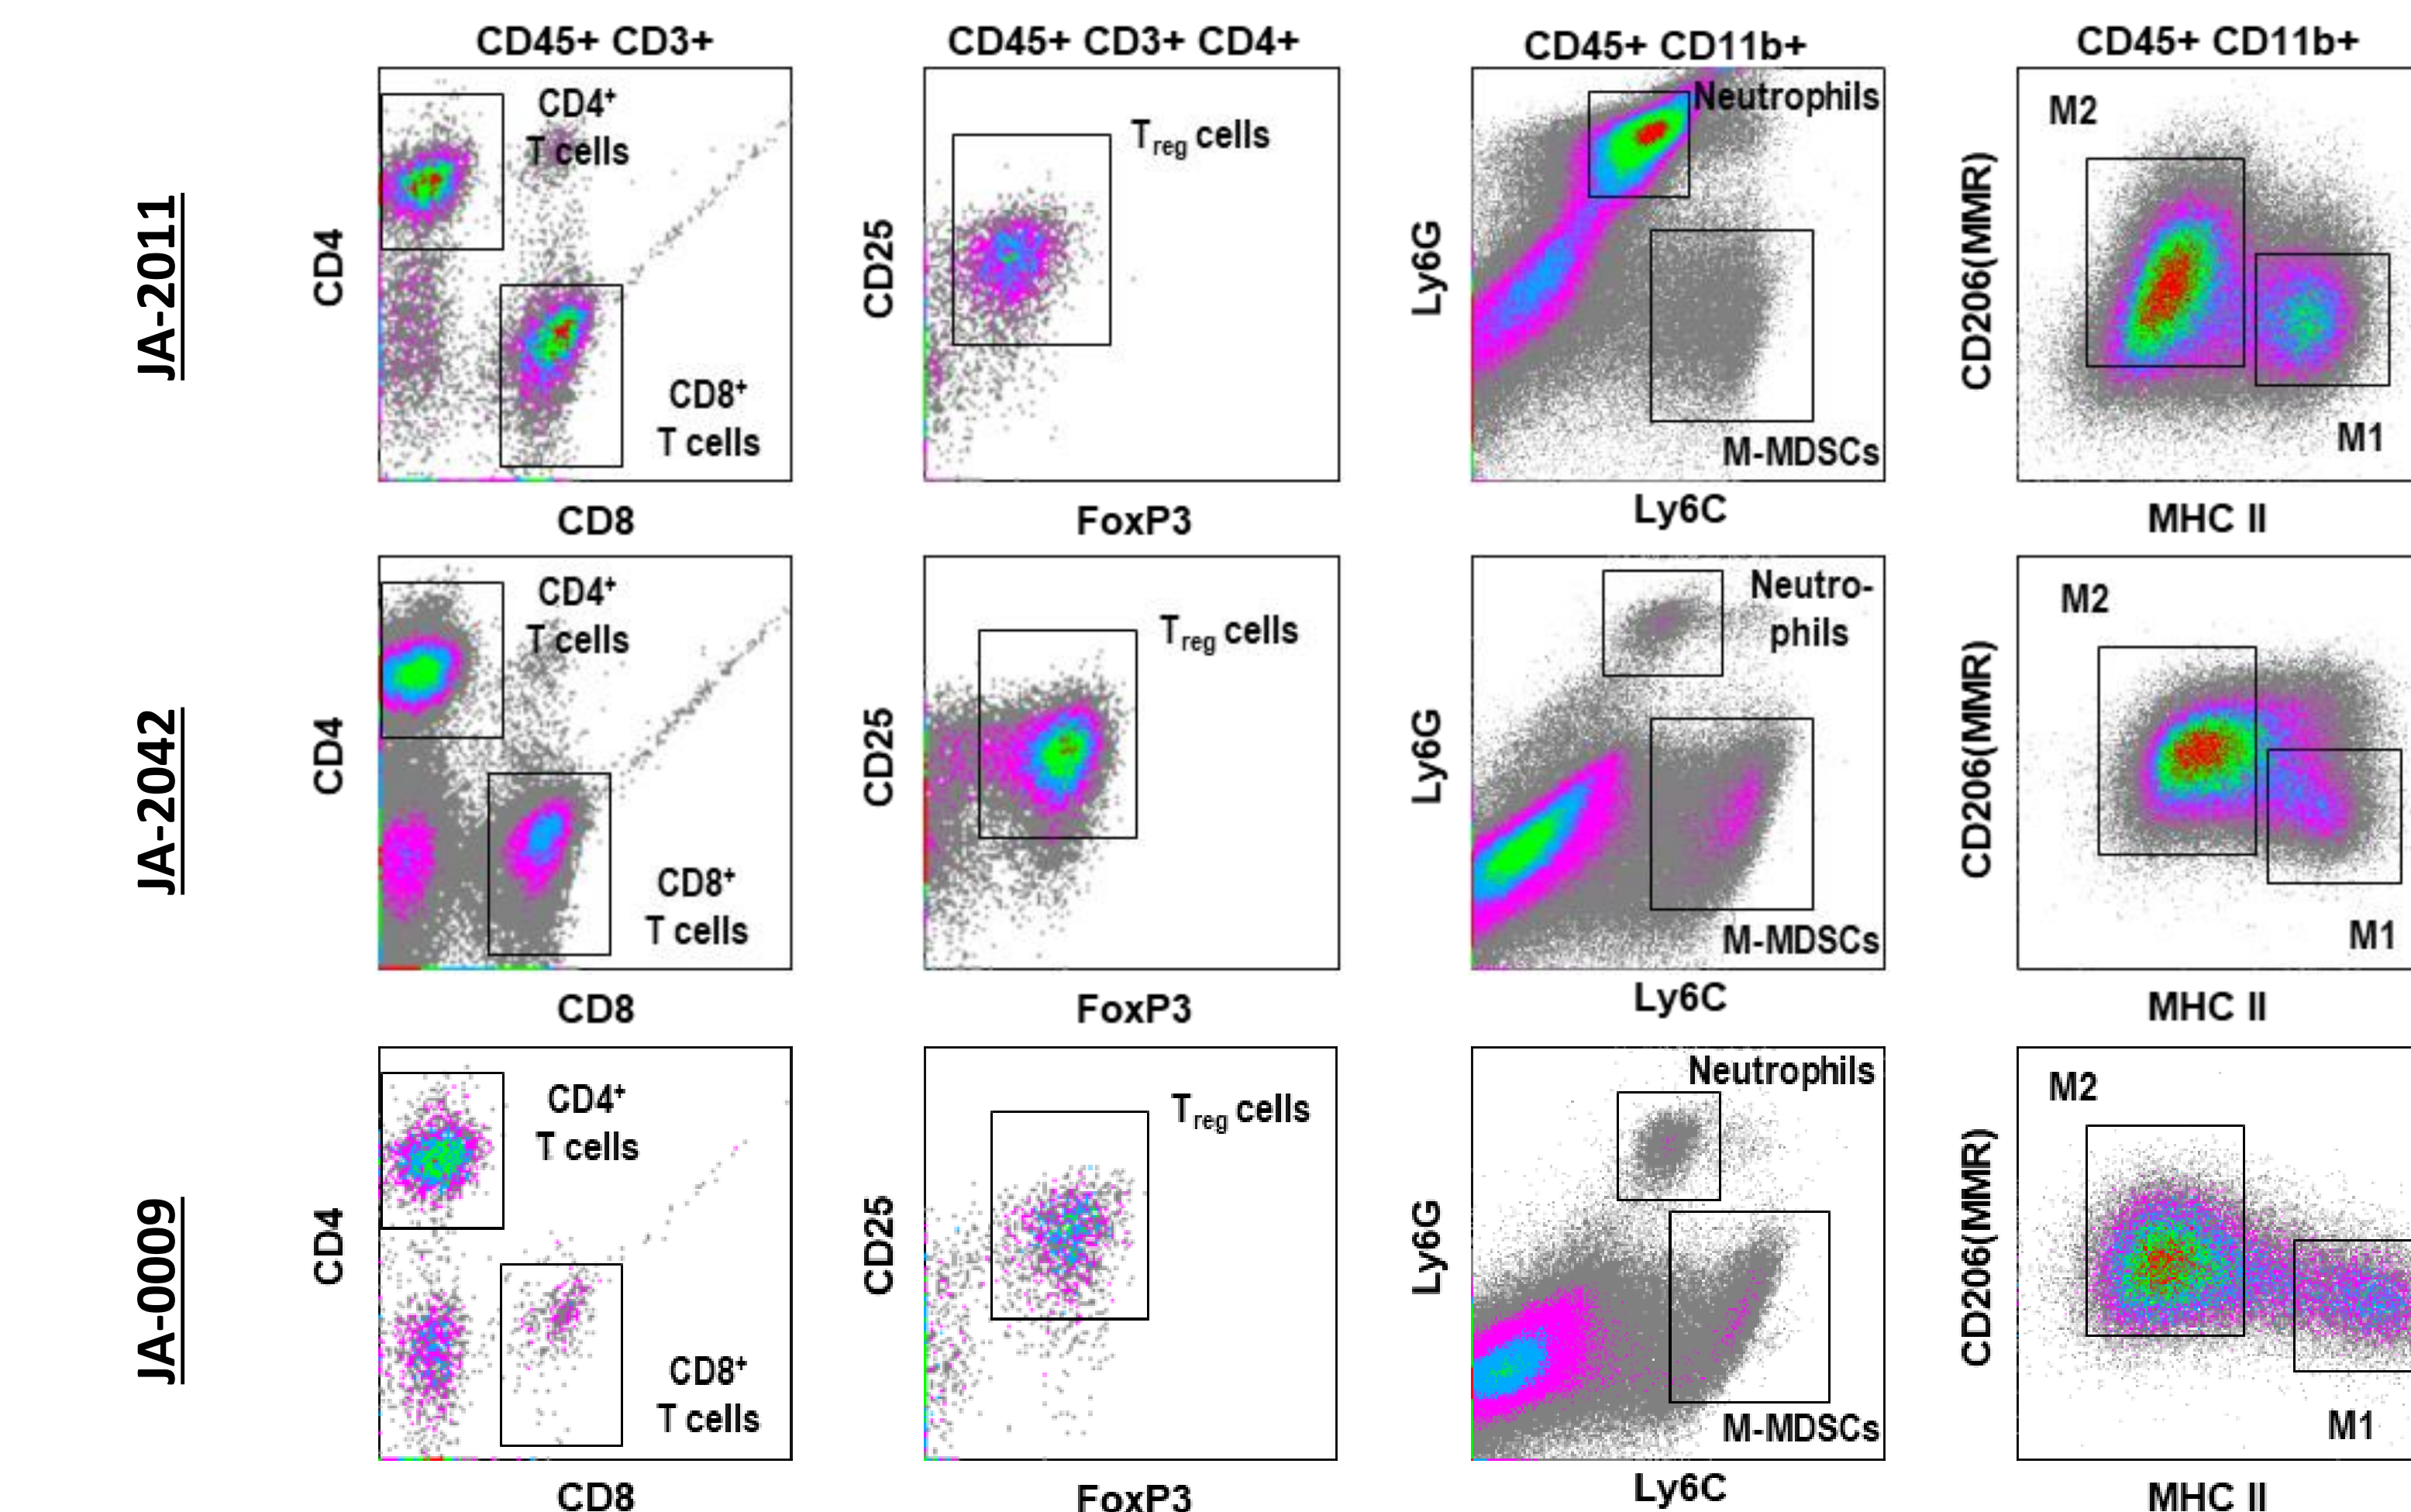 CD45+ CD3+
CD45+ CD3+ CD4+
CD45+ CD11b+
CD45+ CD11b+
JA-2011
CD4
CD4⁺
T cells
CD8⁺
T cells
CD8
CD25
Treg cells
FoxP3
Ly6G
Neutrophils
M-MDSCs
Ly6C
CD206(MMR)
M2
M1
MHC II
JA-2042
CD4
CD4⁺
T cells
CD8⁺
T cells
CD8
CD25
Treg cells
FoxP3
Ly6G
Neutro-
phils
M-MDSCs
Ly6C
CD206(MMR)
M2
M1
MHC II
JA-0009
CD4
CD4⁺
T cells
CD8⁺
T cells
CD8
CD25
Treg cells
FoxP3
Ly6G
Neutrophils
M-MDSCs
Ly6C
CD206(MMR)
M2
M1
MHC II